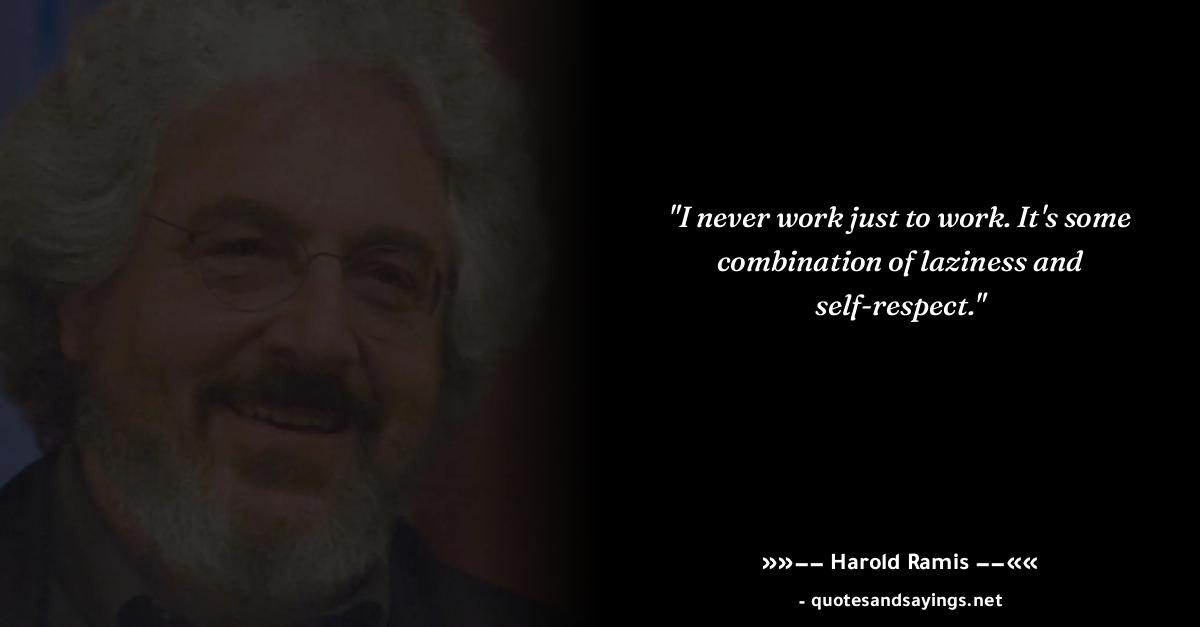 "I never work just to work. It's some
combination of laziness and
self-respect."
»»–– Harold Ramis ––««
- quotesandsayings.net